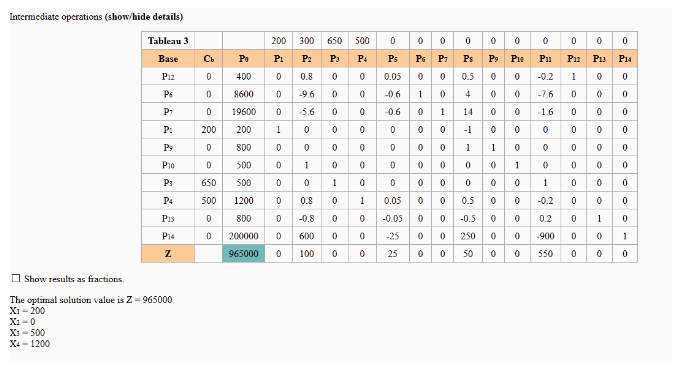 Intermediate operations (show/hide details)
Tableau 3 200 300 650 500 0 0 0 0 0 0 0 0 0 0
Base Cb P0 P1 P2 P3 P4 P5 P6 P7 P8 P9 P10 P11 P12 P13 P14
P12 0 400 0 0.8 0 0 0.05 0 0 0.5 0 0 -0.2 1 0 0
P6 0 8600 0 -9.6 0 0 -0.6 1 0 4 0 0 -7.6 0 0 0
P7 0 19600 0 -5.6 0 0 -0.6 0 1 14 0 0 -1.6 0 0 0
P1 200 200 1 0 0 0 0 0 0 -1 0 0 0 0 0 0
P9 0 800 0 0 0 0 0 0 0 1 1 0 0 0 0 0
P10 0 500 0 1 0 0 0 0 0 0 0 1 0 0 0 0
P3 650 500 0 0 1 0 0 0 0 0 0 0 1 0 0 0
P4 500 1200 0 0.8 0 1 0.05 0 0 0.5 0 0 -0.2 0 0 0
P13 0 800 0 -0.8 0 0 -0.05 0 0 -0.5 0 0 0.2 0 1 0
P14 0 200000 0 600 0 0 -25 0 0 250 0 0 -900 0 0 1
Z 965000 0 100 0 0 25 0 0 50 0 0 550 0 0 0
Show results as fractions.
The optimal solution value is Z = 965000
X1 = 200
X2 = 0
X3 = 500
X4 = 1200